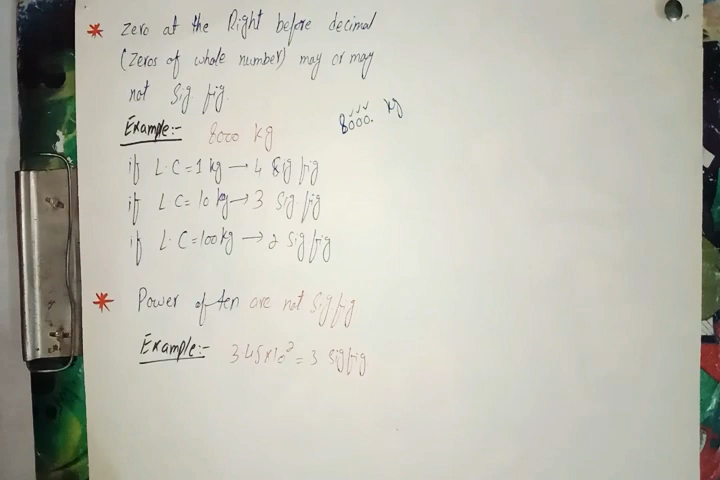 * Zero at the Right before decimal
(Zeros of whole number) may or may
not Sig fig.
Example:- 8000 kg
8000. kg
if L.C = 1 kg → 4 Sig fig
if L.C = 10 kg → 3 Sig fig
if L.C = 100 kg → 2 Sig fig
* Power of ten are not Sig fig
Example:- 3.45×10² = 3 sig fig